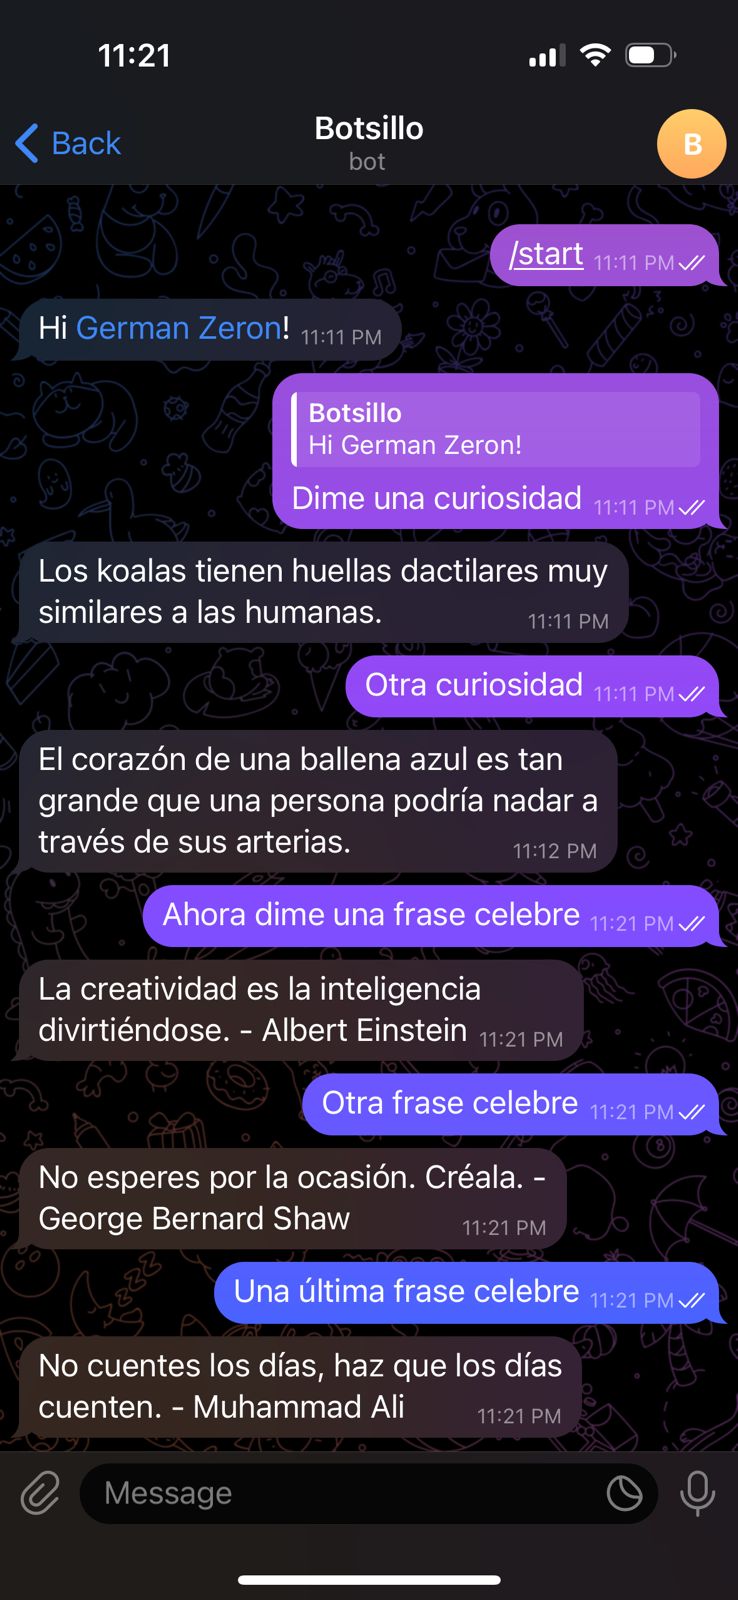 11:21
Back
Botsillo
bot
B
/start 11:11 PM
Hi German Zeron! 11:11 PM
Botsillo
Hi German Zeron!
Dime una curiosidad 11:11 PM
Los koalas tienen huellas dactilares muy
similares a las humanas. 11:11 PM
Otra curiosidad 11:11 PM
El corazón de una ballena azul es tan
grande que una persona podría nadar a
través de sus arterias. 11:12 PM
Ahora dime una frase celebre 11:21 PM
La creatividad es la inteligencia
divirtiéndose. - Albert Einstein 11:21 PM
Otra frase celebre 11:21 PM
No esperes por la ocasión. Créala. -
George Bernard Shaw 11:21 PM
Una última frase celebre 11:21 PM
No cuentes los días, haz que los días
cuenten. - Muhammad Ali 11:21 PM
Message